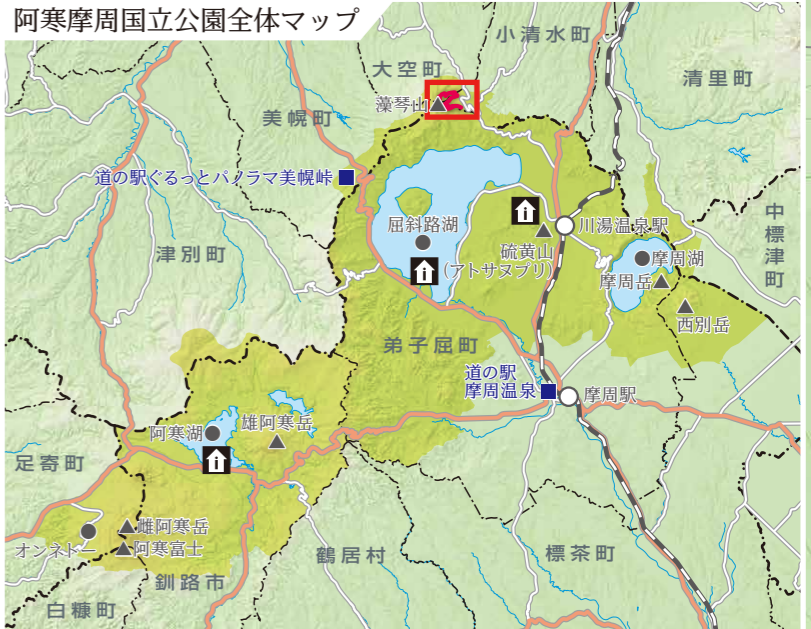 阿寒摩周国立公園全体マップ
小清水町
大空町
清里町
藻琴山
美幌町
道の駅ぐるっとパノラマ美幌峠
中標津町
屈斜路湖
川湯温泉駅
硫黄山
(アトサヌプリ)
津別町
摩周湖
摩周岳
西別岳
弟子屈町
道の駅
摩周温泉
摩周駅
阿寒湖
雄阿寒岳
足寄町
雌阿寒岳
オンネトー
阿寒富士
鶴居村
標茶町
釧路市
白糠町